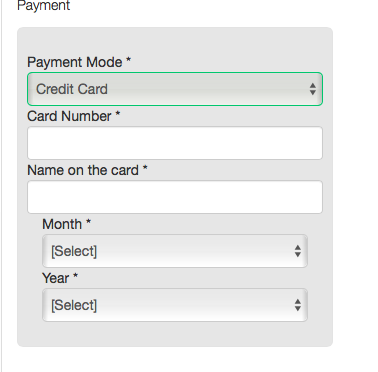 Payment
Payment Mode *
Credit Card
Card Number *
Name on the card *
Month *
[Select]
Year *
[Select]